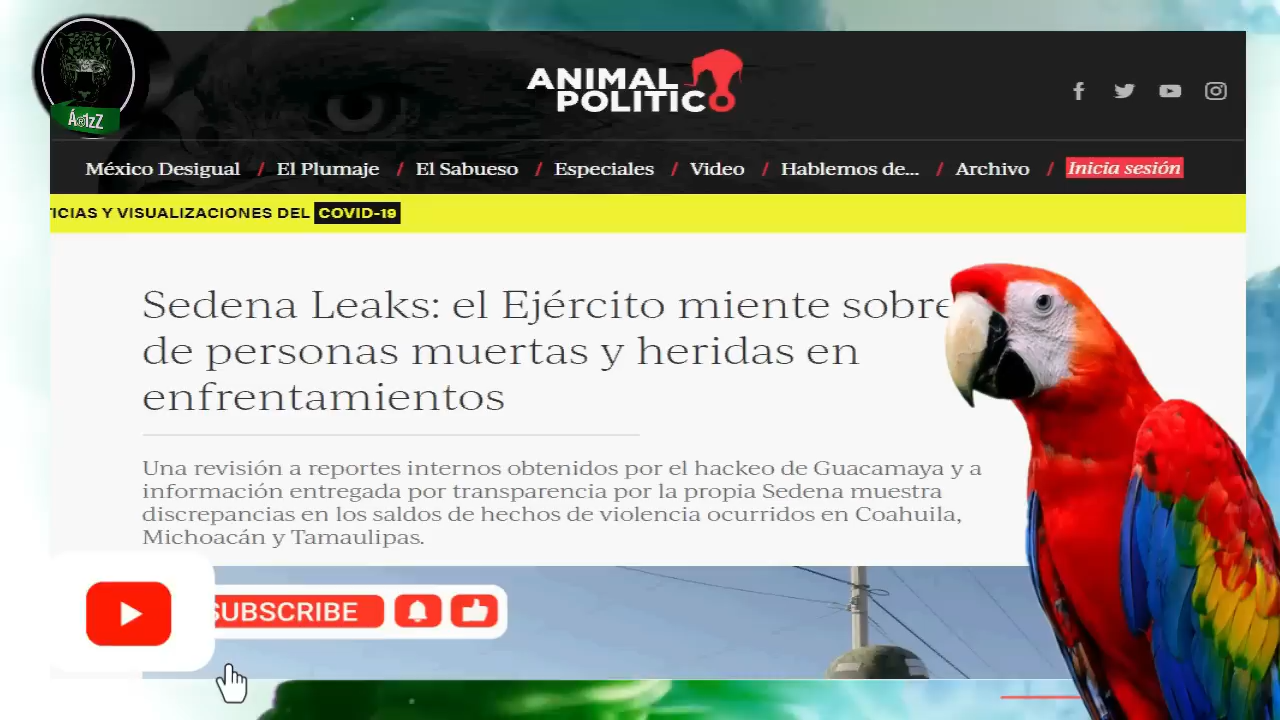 Á®1zZ
ANIMAL
POLITICO
México Desigual / El Plumaje / El Sabueso / Especiales / Video / Hablemos de... / Archivo / Inicia sesión
ICIAS Y VISUALIZACIONES DEL COVID-19
Sedena Leaks: el Ejército miente sobre
de personas muertas y heridas en
enfrentamientos
Una revisión a reportes internos obtenidos por el hackeo de Guacamaya y a
información entregada por transparencia por la propia Sedena muestra
discrepancias en los saldos de hechos de violencia ocurridos en Coahuila,
Michoacán y Tamaulipas.
SUBSCRIBE